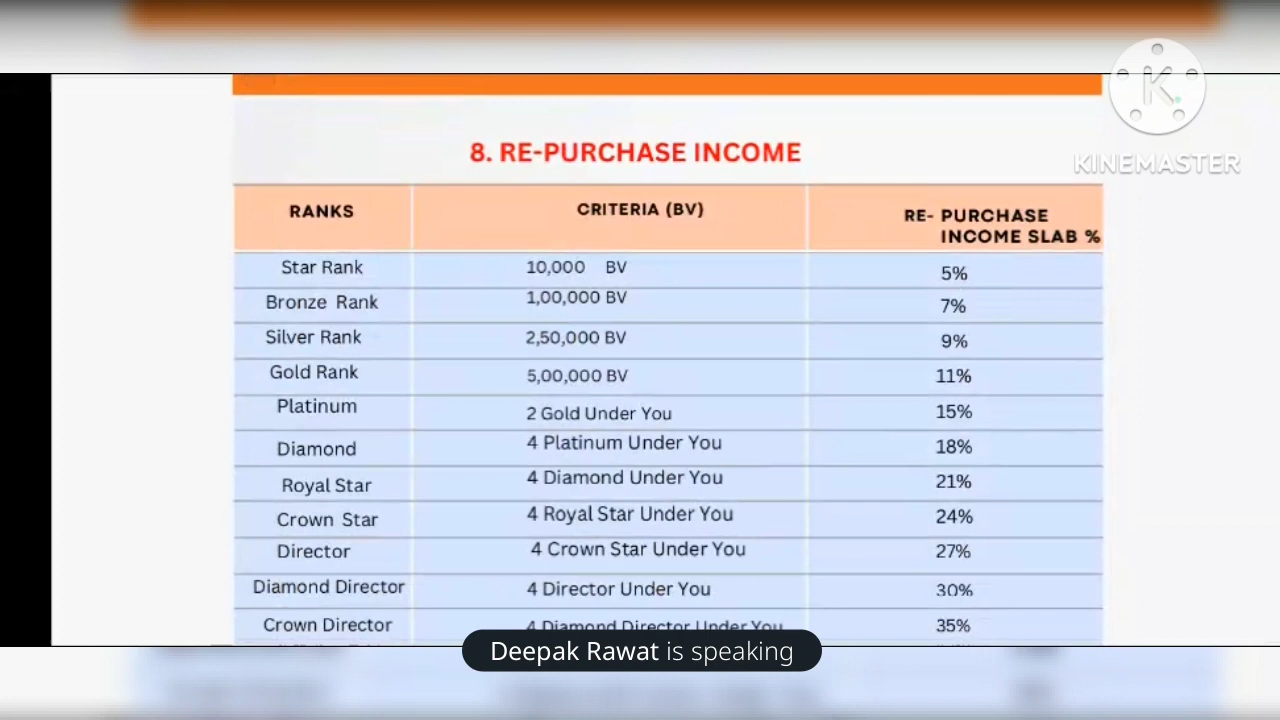 K
KINEMASTER
8. RE-PURCHASE INCOME
RANKS CRITERIA (BV) RE- PURCHASE
INCOME SLAB %
Star Rank 10,000 BV 5%
Bronze Rank 1,00,000 BV 7%
Silver Rank 2,50,000 BV 9%
Gold Rank 5,00,000 BV 11%
Platinum 2 Gold Under You 15%
Diamond 4 Platinum Under You 18%
Royal Star 4 Diamond Under You 21%
Crown Star 4 Royal Star Under You 24%
Director 4 Crown Star Under You 27%
Diamond Director 4 Director Under You 30%
Crown Director 4 Diamond Director Under You 35%
Deepak Rawat is speaking